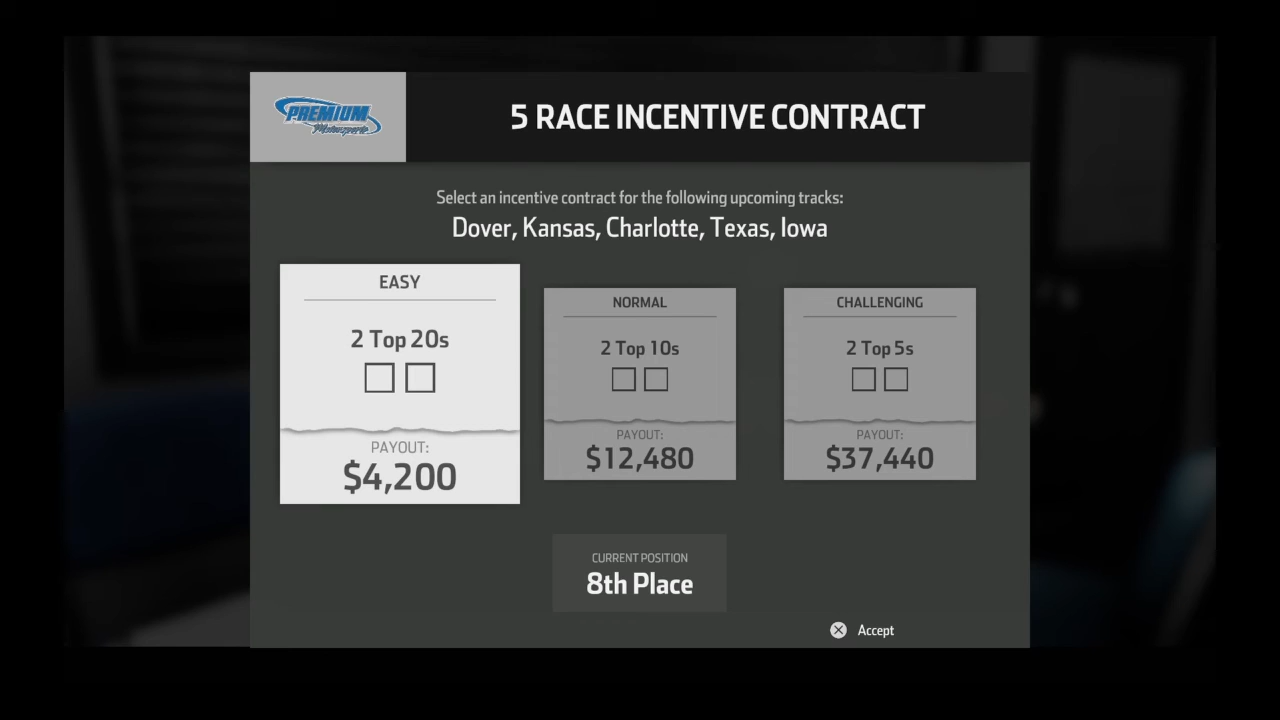 PREMIUM
Motorsports
5 RACE INCENTIVE CONTRACT
Select an incentive contract for the following upcoming tracks:
Dover, Kansas, Charlotte, Texas, Iowa
EASY
2 Top 20s
PAYOUT:
$4,200
NORMAL
2 Top 10s
PAYOUT:
$12,480
CHALLENGING
2 Top 5s
PAYOUT:
$37,440
CURRENT POSITION
8th Place
Accept